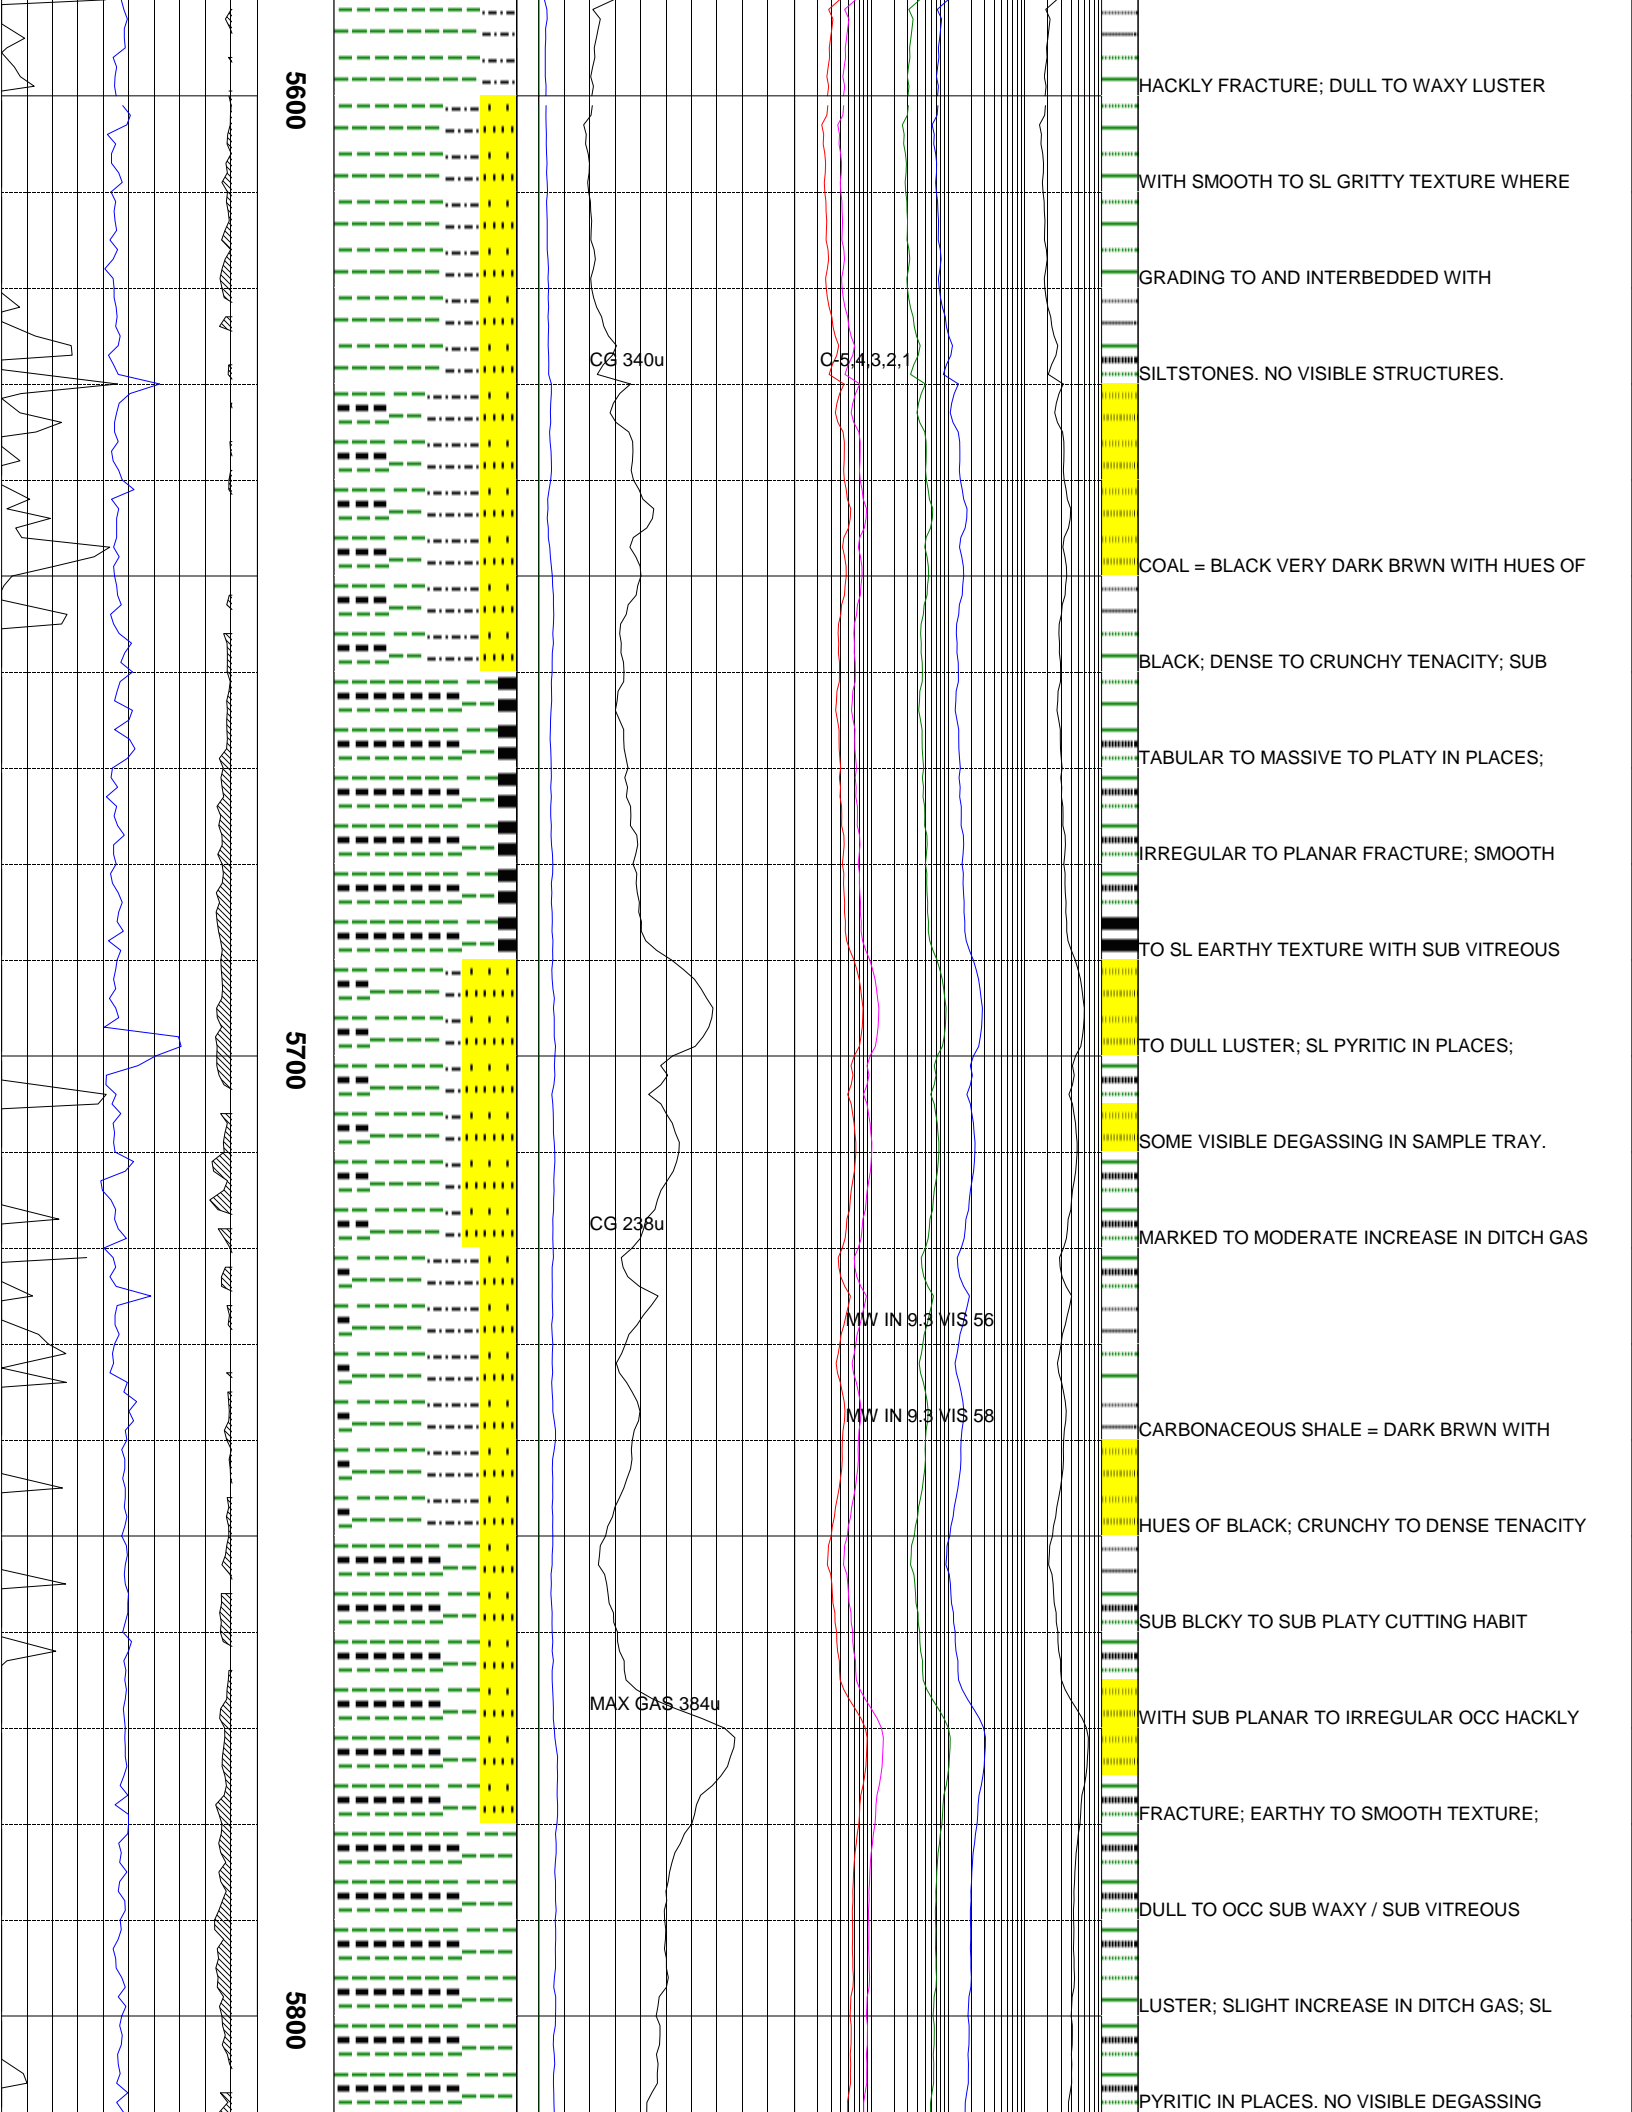 5600
HACKLY FRACTURE; DULL TO WAXY LUSTER
WITH SMOOTH TO SL GRITTY TEXTURE WHERE
GRADING TO AND INTERBEDDED WITH
CG 340u
C-5,4,3,2,1
SILTSTONES. NO VISIBLE STRUCTURES.
COAL = BLACK VERY DARK BRWN WITH HUES OF
BLACK; DENSE TO CRUNCHY TENACITY; SUB
TABULAR TO MASSIVE TO PLATY IN PLACES;
IRREGULAR TO PLANAR FRACTURE; SMOOTH
TO SL EARTHY TEXTURE WITH SUB VITREOUS
5700
TO DULL LUSTER; SL PYRITIC IN PLACES;
SOME VISIBLE DEGASSING IN SAMPLE TRAY.
CG 238u
MARKED TO MODERATE INCREASE IN DITCH GAS
MW IN 9.3 VIS 56
MW IN 9.3 VIS 58
CARBONACEOUS SHALE = DARK BRWN WITH
HUES OF BLACK; CRUNCHY TO DENSE TENACITY
SUB BLCKY TO SUB PLATY CUTTING HABIT
MAX GAS 384u
WITH SUB PLANAR TO IRREGULAR OCC HACKLY
FRACTURE; EARTHY TO SMOOTH TEXTURE;
DULL TO OCC SUB WAXY / SUB VITREOUS
5800
LUSTER; SLIGHT INCREASE IN DITCH GAS; SL
PYRITIC IN PLACES. NO VISIBLE DEGASSING